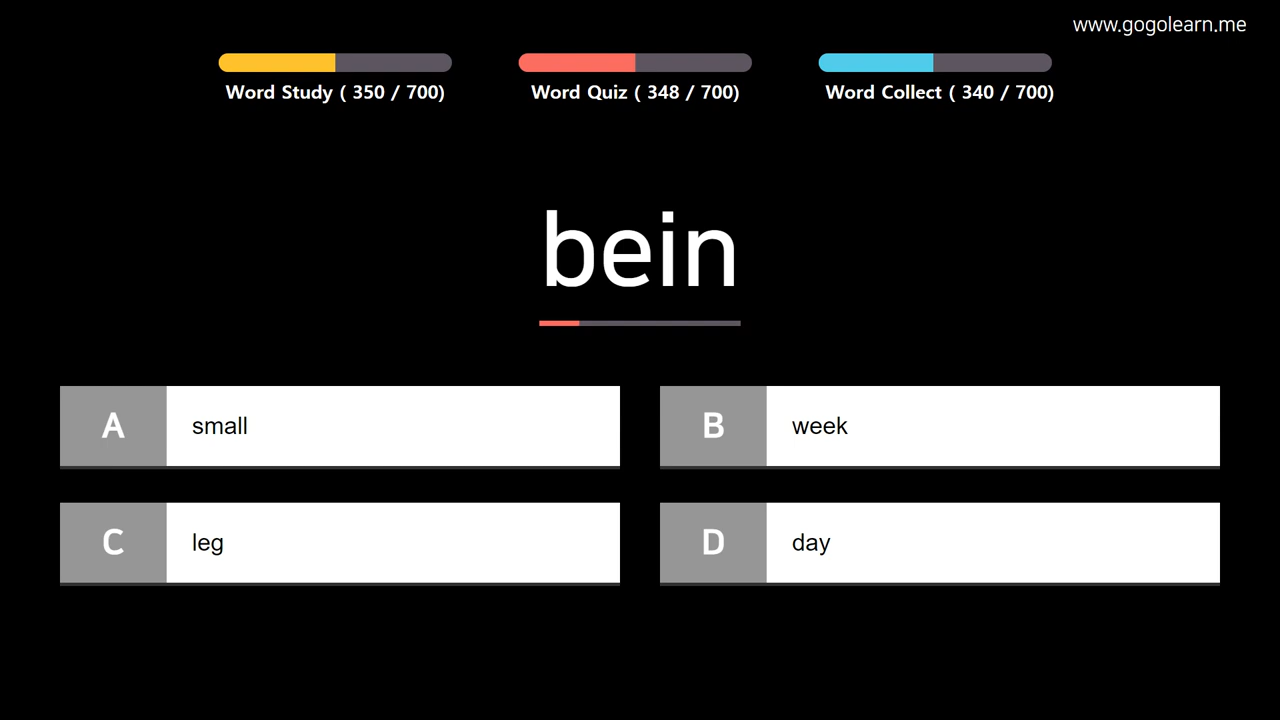 www.gogolearn.me
Word Study ( 350 / 700)
Word Quiz ( 348 / 700)
Word Collect ( 340 / 700)
bein
A small
B week
C leg
D day